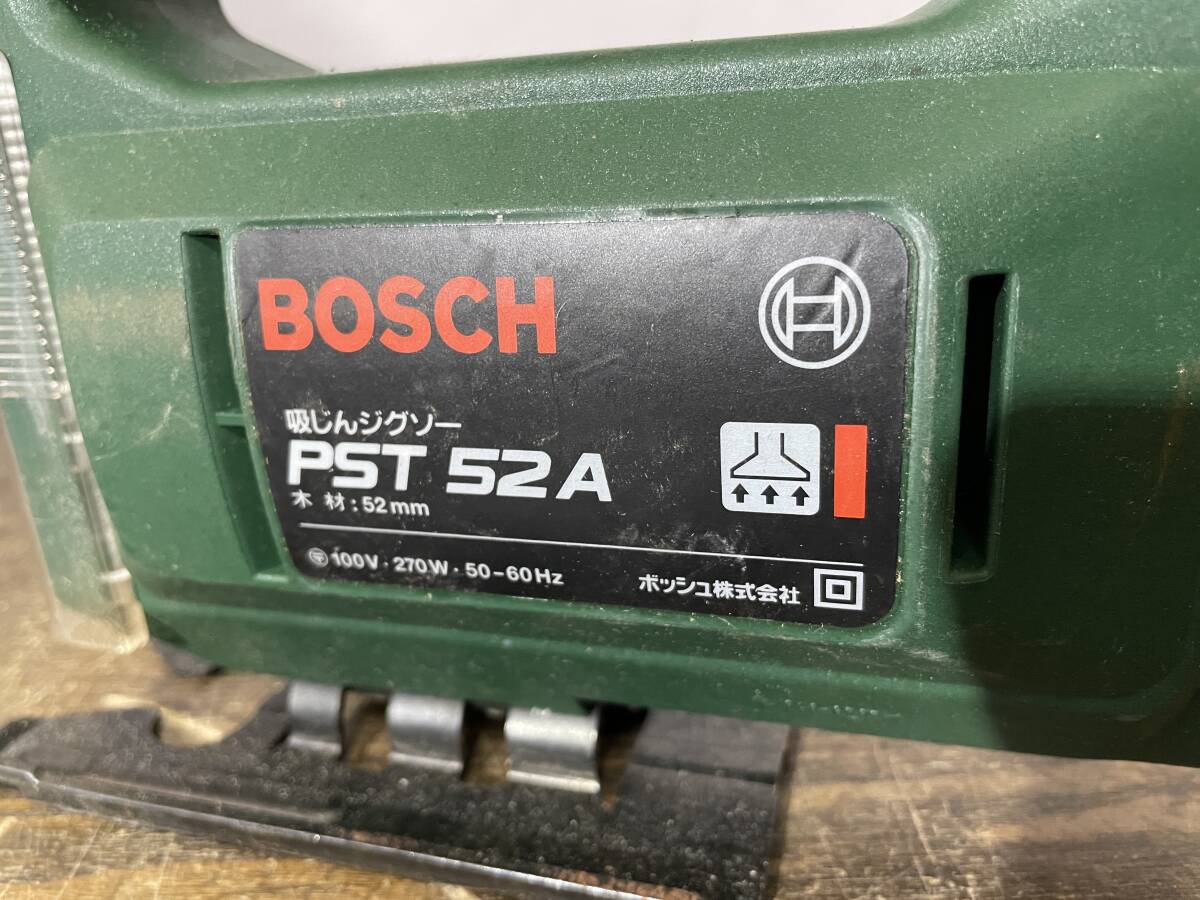 BOSCH
吸じんジグソー
PST 52A
木材:52mm
100V·270W·50-60Hz
ボッシュ株式会社